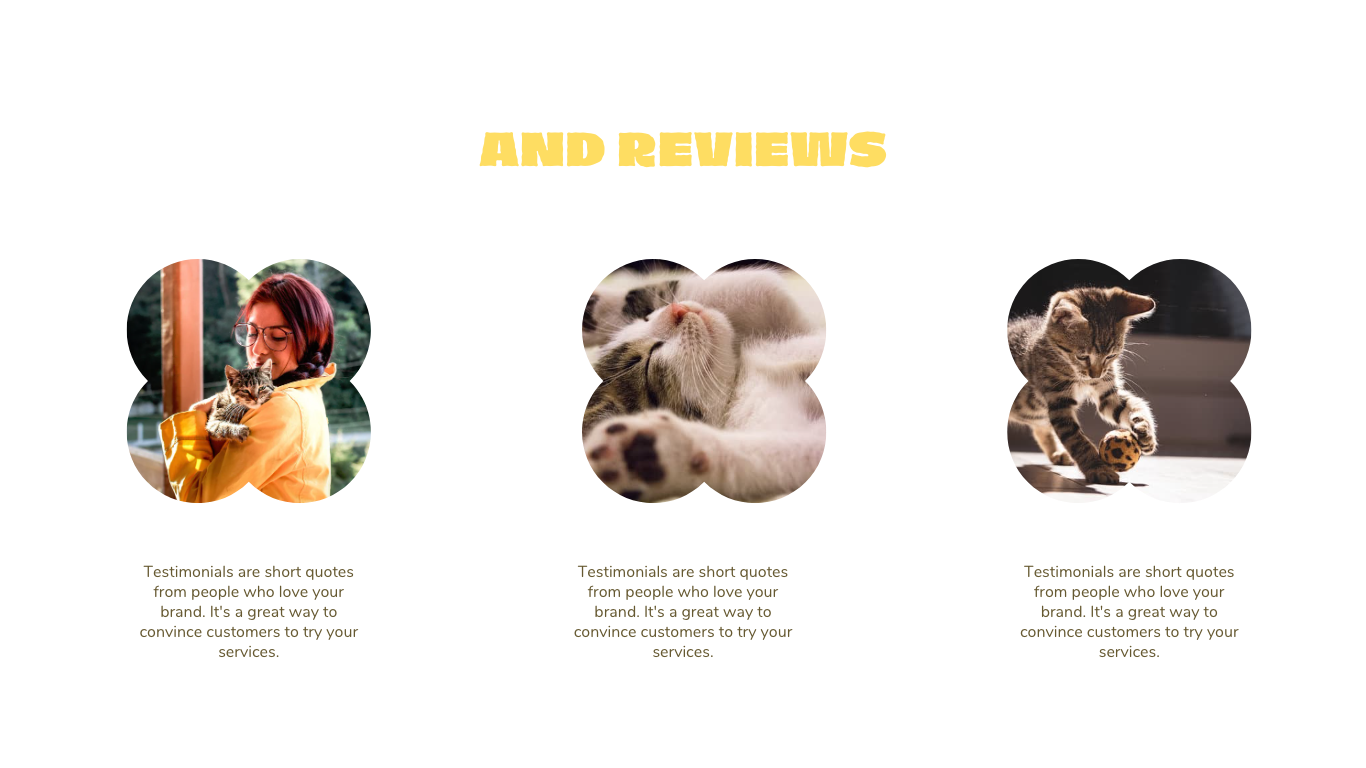 AND REVIEWS
Testimonials are short quotes
from people who love your
brand. It's a great way to
convince customers to try your
services.
Testimonials are short quotes
from people who love your
brand. It's a great way to
convince customers to try your
services.
Testimonials are short quotes
from people who love your
brand. It's a great way to
convince customers to try your
services.